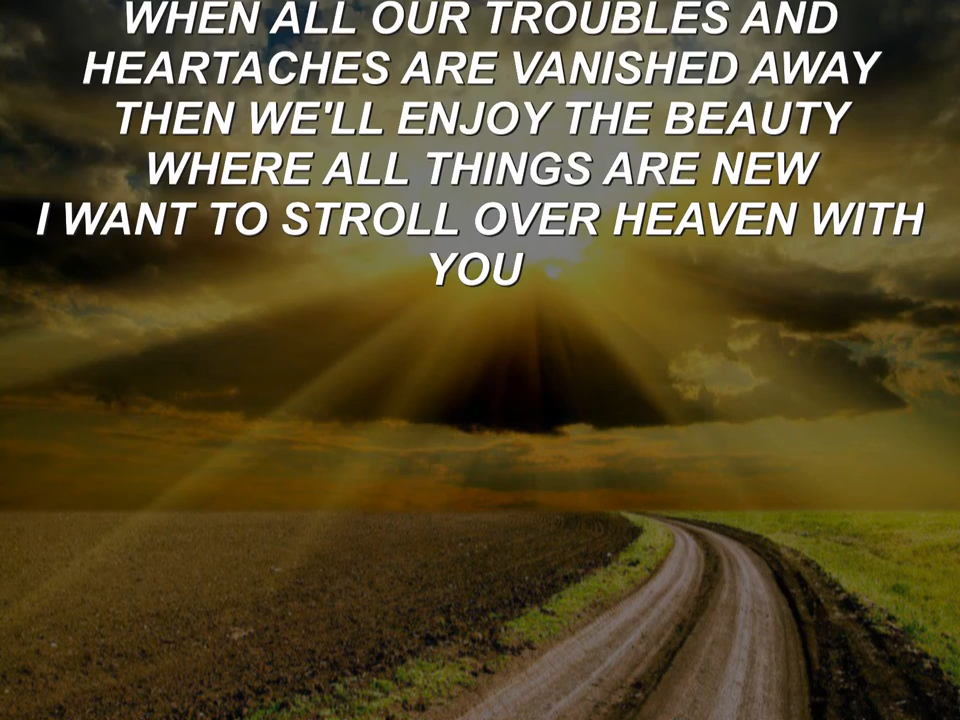 WHEN ALL OUR TROUBLES AND
HEARTACHES ARE VANISHED AWAY
THEN WE'LL ENJOY THE BEAUTY
WHERE ALL THINGS ARE NEW
I WANT TO STROLL OVER HEAVEN WITH
YOU